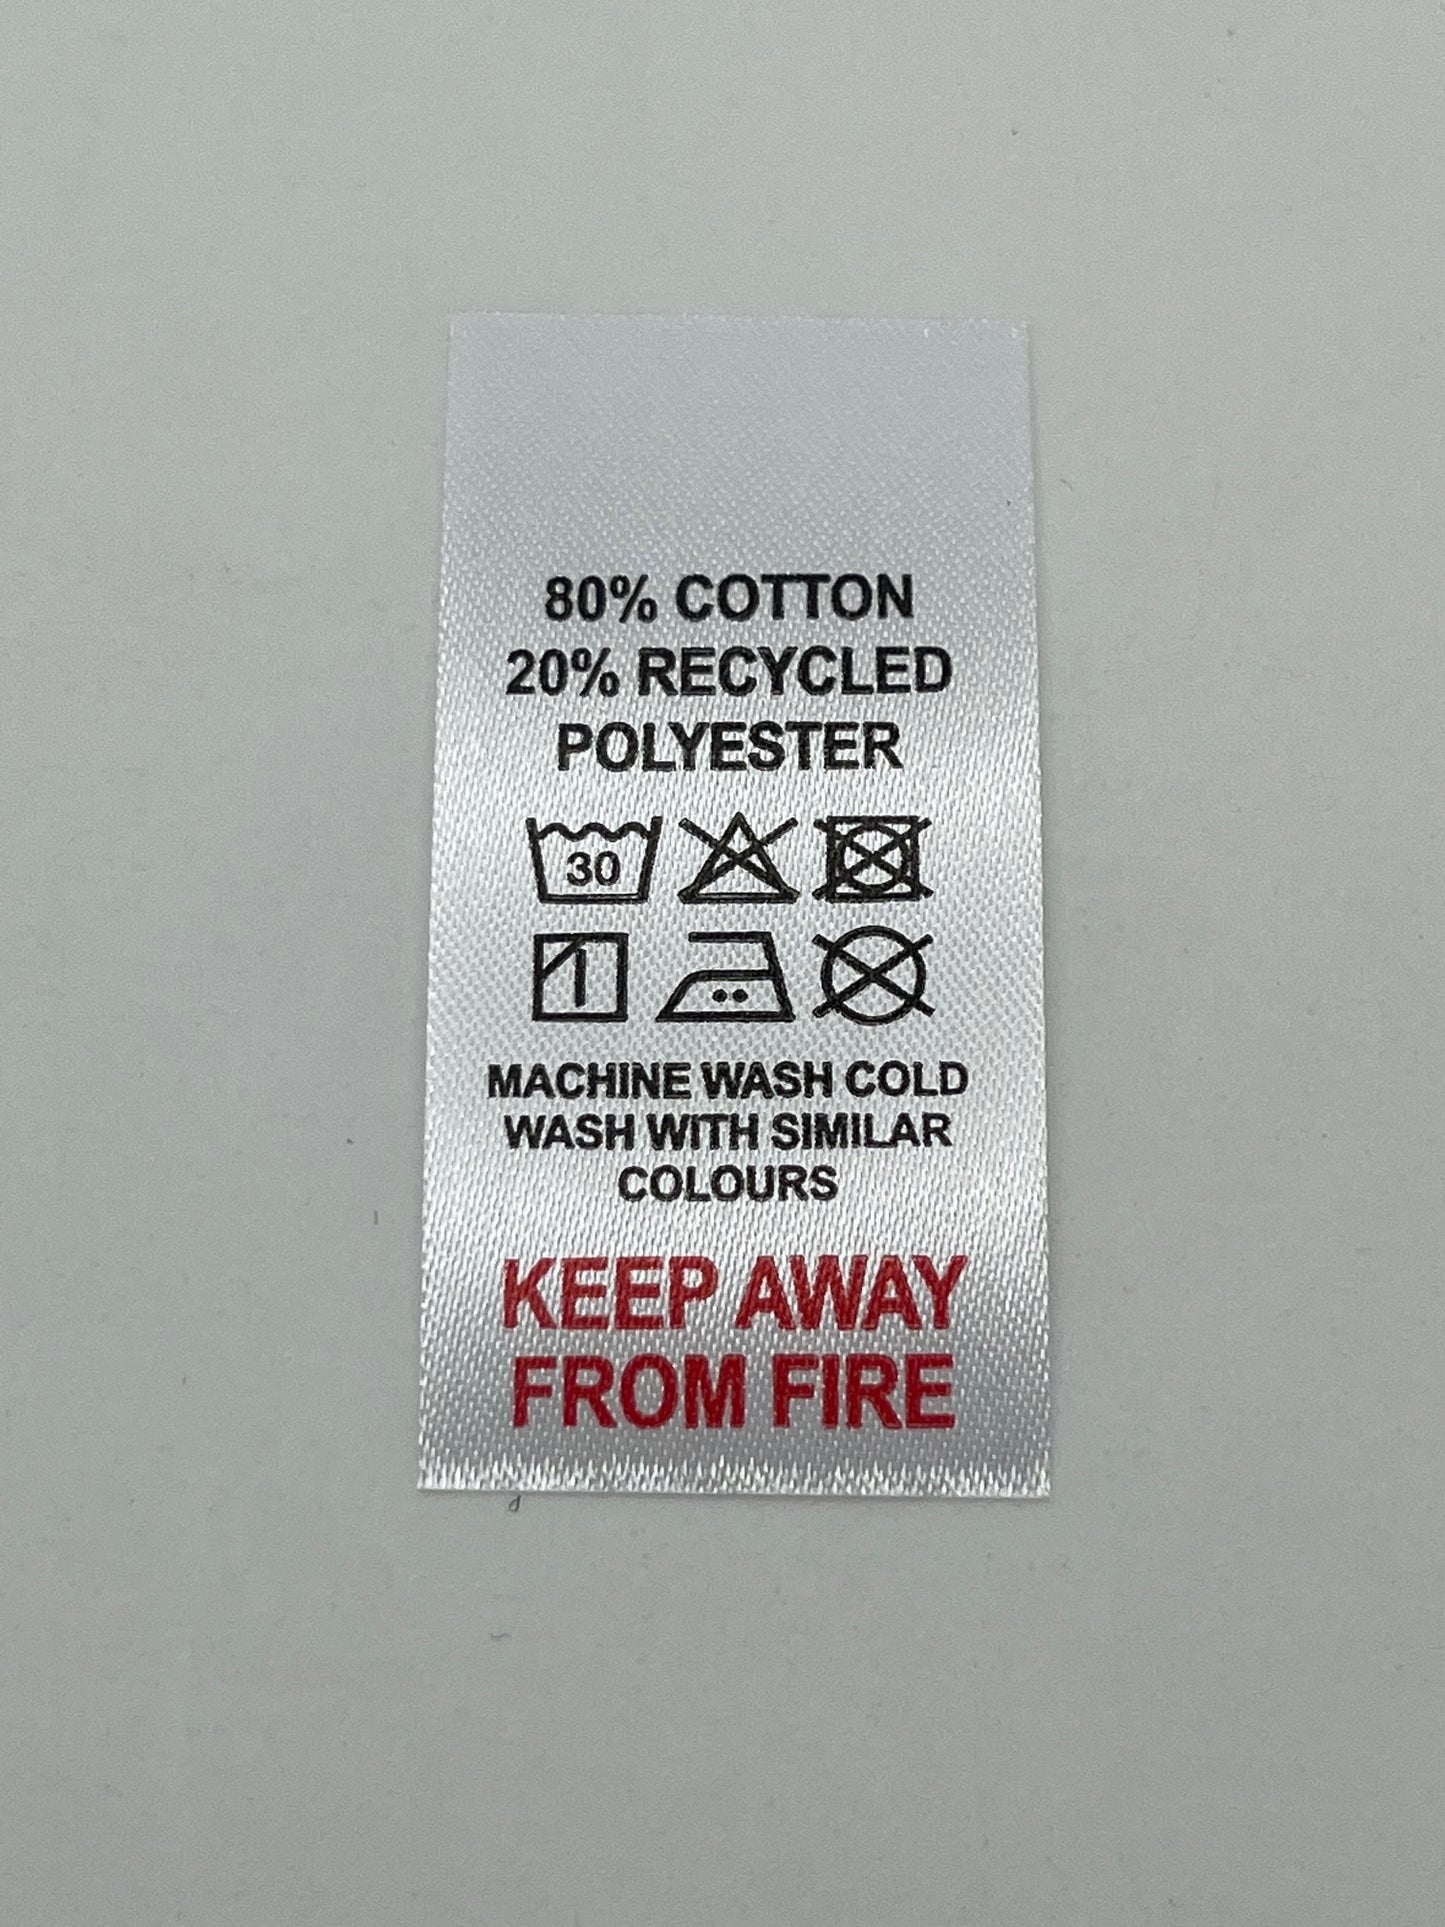 80% COTTON
20% RECYCLED
POLYESTER
30
MACHINE WASH COLD
WASH WITH SIMILAR
COLOURS
KEEP AWAY
FROM FIRE